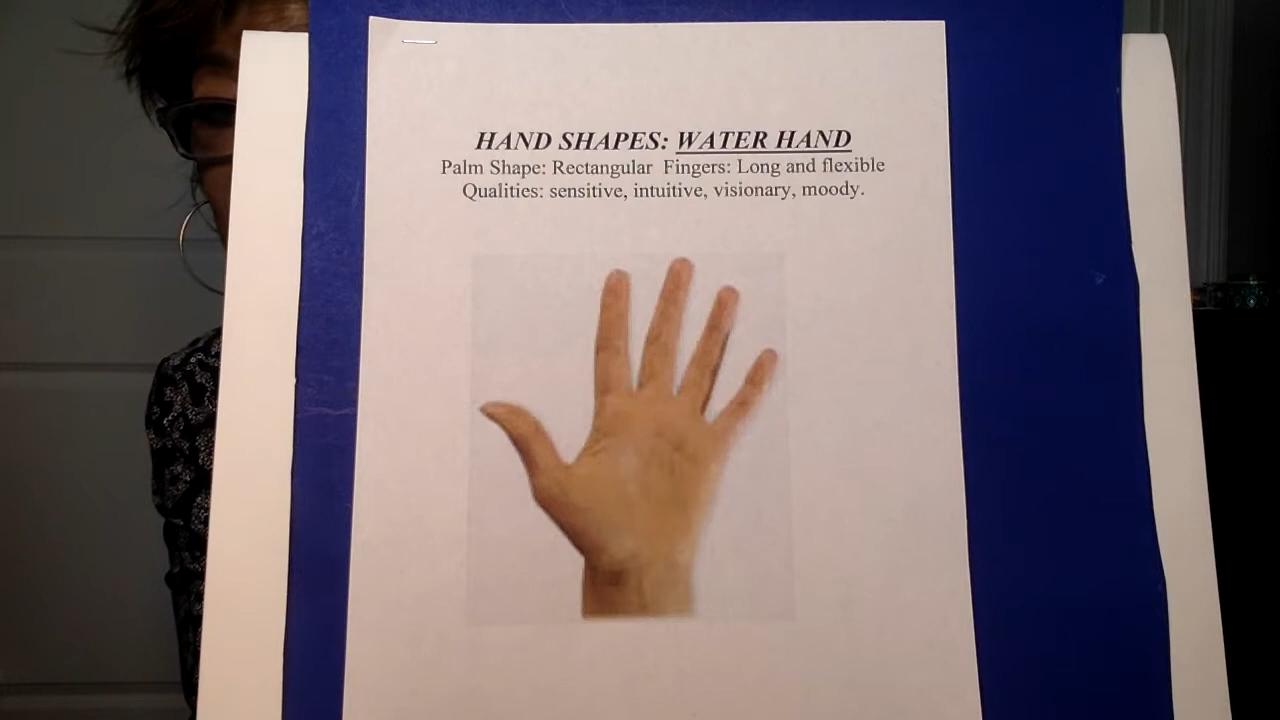 HAND SHAPES: WATER HAND
Palm Shape: Rectangular Fingers: Long and flexible
Qualities: sensitive, intuitive, visionary, moody.